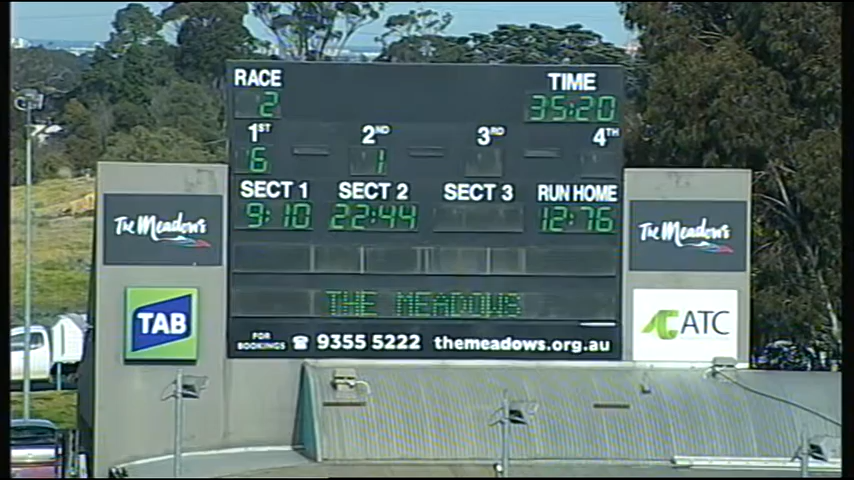 RACE TIME
2 35:20
1ST 2ND 3RD 4TH
6 1
SECT 1 SECT 2 SECT 3 RUN HOME
9:10 22:44 12:76
The Meadows. The Meadows.
THE MEADOWS
TAB ATC
FOR BOOKINGS ☎ 9355 5222 themeadows.org.au